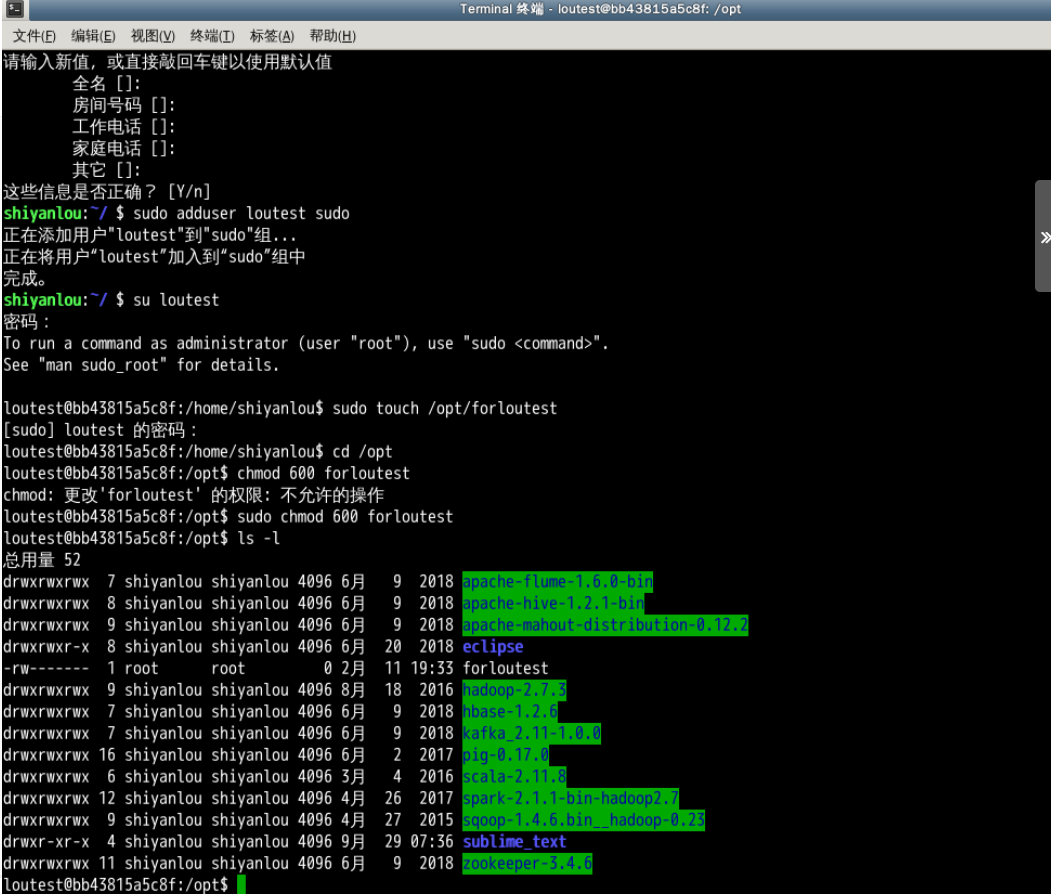 Terminal 终端 - loutest@bb43815a5c8f: /opt
文件(F) 编辑(E) 视图(V) 终端(T) 标签(A) 帮助(H)
请输入新值, 或直接敲回车键以使用默认值
全名 []:
房间号码 []:
工作电话 []:
家庭电话 []:
其它 []:
这些信息是否正确？ [Y/n]
shiyanlou:~/ $ sudo adduser loutest sudo
正在添加用户"loutest"到"sudo"组...
正在将用户“loutest”加入到“sudo”组中
完成。
shiyanlou:~/ $ su loutest
密码：
To run a command as administrator (user "root"), use "sudo <command>".
See "man sudo_root" for details.
loutest@bb43815a5c8f:/home/shiyanlou$ sudo touch /opt/forloutest
[sudo] loutest 的密码：
loutest@bb43815a5c8f:/home/shiyanlou$ cd /opt
loutest@bb43815a5c8f:/opt$ chmod 600 forloutest
chmod: 更改'forloutest' 的权限: 不允许的操作
loutest@bb43815a5c8f:/opt$ sudo chmod 600 forloutest
loutest@bb43815a5c8f:/opt$ ls -l
总用量 52
drwxrwxrwx 7 shiyanlou shiyanlou 4096 6月 9 2018 apache-flume-1.6.0-bin
drwxrwxrwx 8 shiyanlou shiyanlou 4096 6月 9 2018 apache-hive-1.2.1-bin
drwxrwxrwx 9 shiyanlou shiyanlou 4096 6月 9 2018 apache-mahout-distribution-0.12.2
drwxrwxr-x 8 shiyanlou shiyanlou 4096 6月 20 2018 eclipse
-rw------- 1 root root 0 2月 11 19:33 forloutest
drwxrwxrwx 9 shiyanlou shiyanlou 4096 8月 18 2016 hadoop-2.7.3
drwxrwxrwx 7 shiyanlou shiyanlou 4096 6月 9 2018 hbase-1.2.6
drwxrwxrwx 7 shiyanlou shiyanlou 4096 6月 9 2018 kafka_2.11-1.0.0
drwxrwxrwx 16 shiyanlou shiyanlou 4096 6月 2 2017 pig-0.17.0
drwxrwxrwx 6 shiyanlou shiyanlou 4096 3月 4 2016 scala-2.11.8
drwxrwxrwx 12 shiyanlou shiyanlou 4096 4月 26 2017 spark-2.1.1-bin-hadoop2.7
drwxrwxrwx 9 shiyanlou shiyanlou 4096 4月 27 2015 sqoop-1.4.6.bin__hadoop-0.23
drwxr-xr-x 4 shiyanlou shiyanlou 4096 9月 29 07:36 sublime_text
drwxrwxrwx 11 shiyanlou shiyanlou 4096 6月 9 2018 zookeeper-3.4.6
loutest@bb43815a5c8f:/opt$